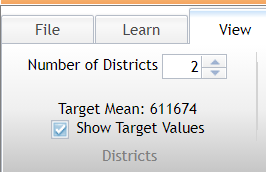 File Learn View
Number of Districts 2
Target Mean: 611674
Show Target Values
Districts